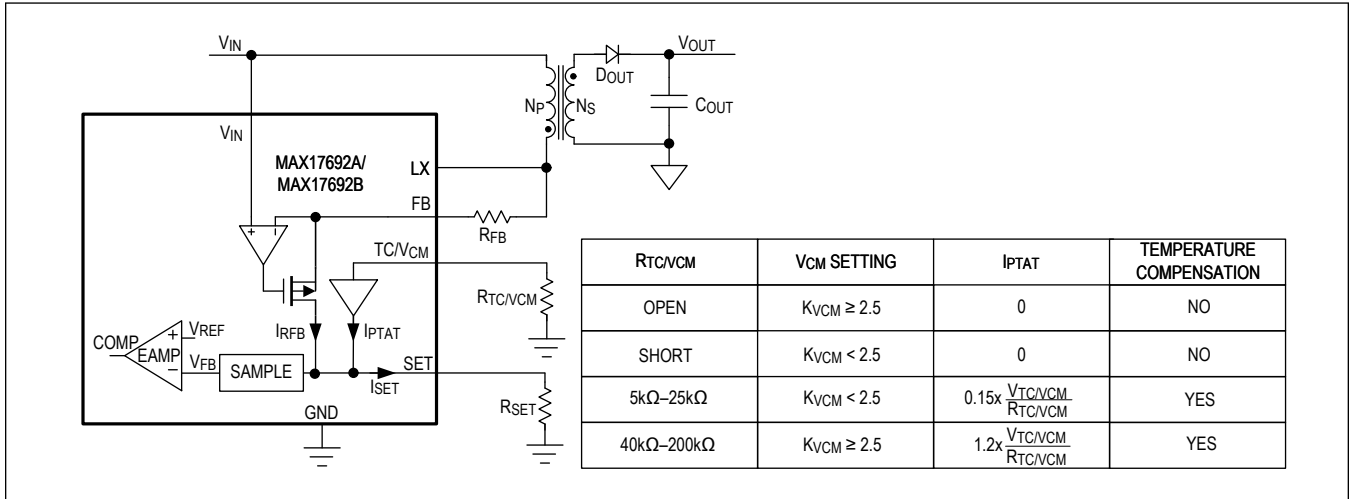 VIN
VOUT
DOUT
NP
NS
COUT
VIN
MAX17692A/
MAX17692B
LX
FB
RFB
TC/VCM
RTC/VCM
IRFB
IPTAT
COMP
EAMP
+
−
VREF
VFB
SAMPLE
SET
ISET
RSET
GND
+
−
RTC/VCM VCM SETTING IPTAT TEMPERATURE COMPENSATION
OPEN KVCM ≥ 2.5 0 NO
SHORT KVCM < 2.5 0 NO
5kΩ–25kΩ KVCM < 2.5 0.15x VTC/VCM / RTC/VCM YES
40kΩ–200kΩ KVCM ≥ 2.5 1.2x VTC/VCM / RTC/VCM YES